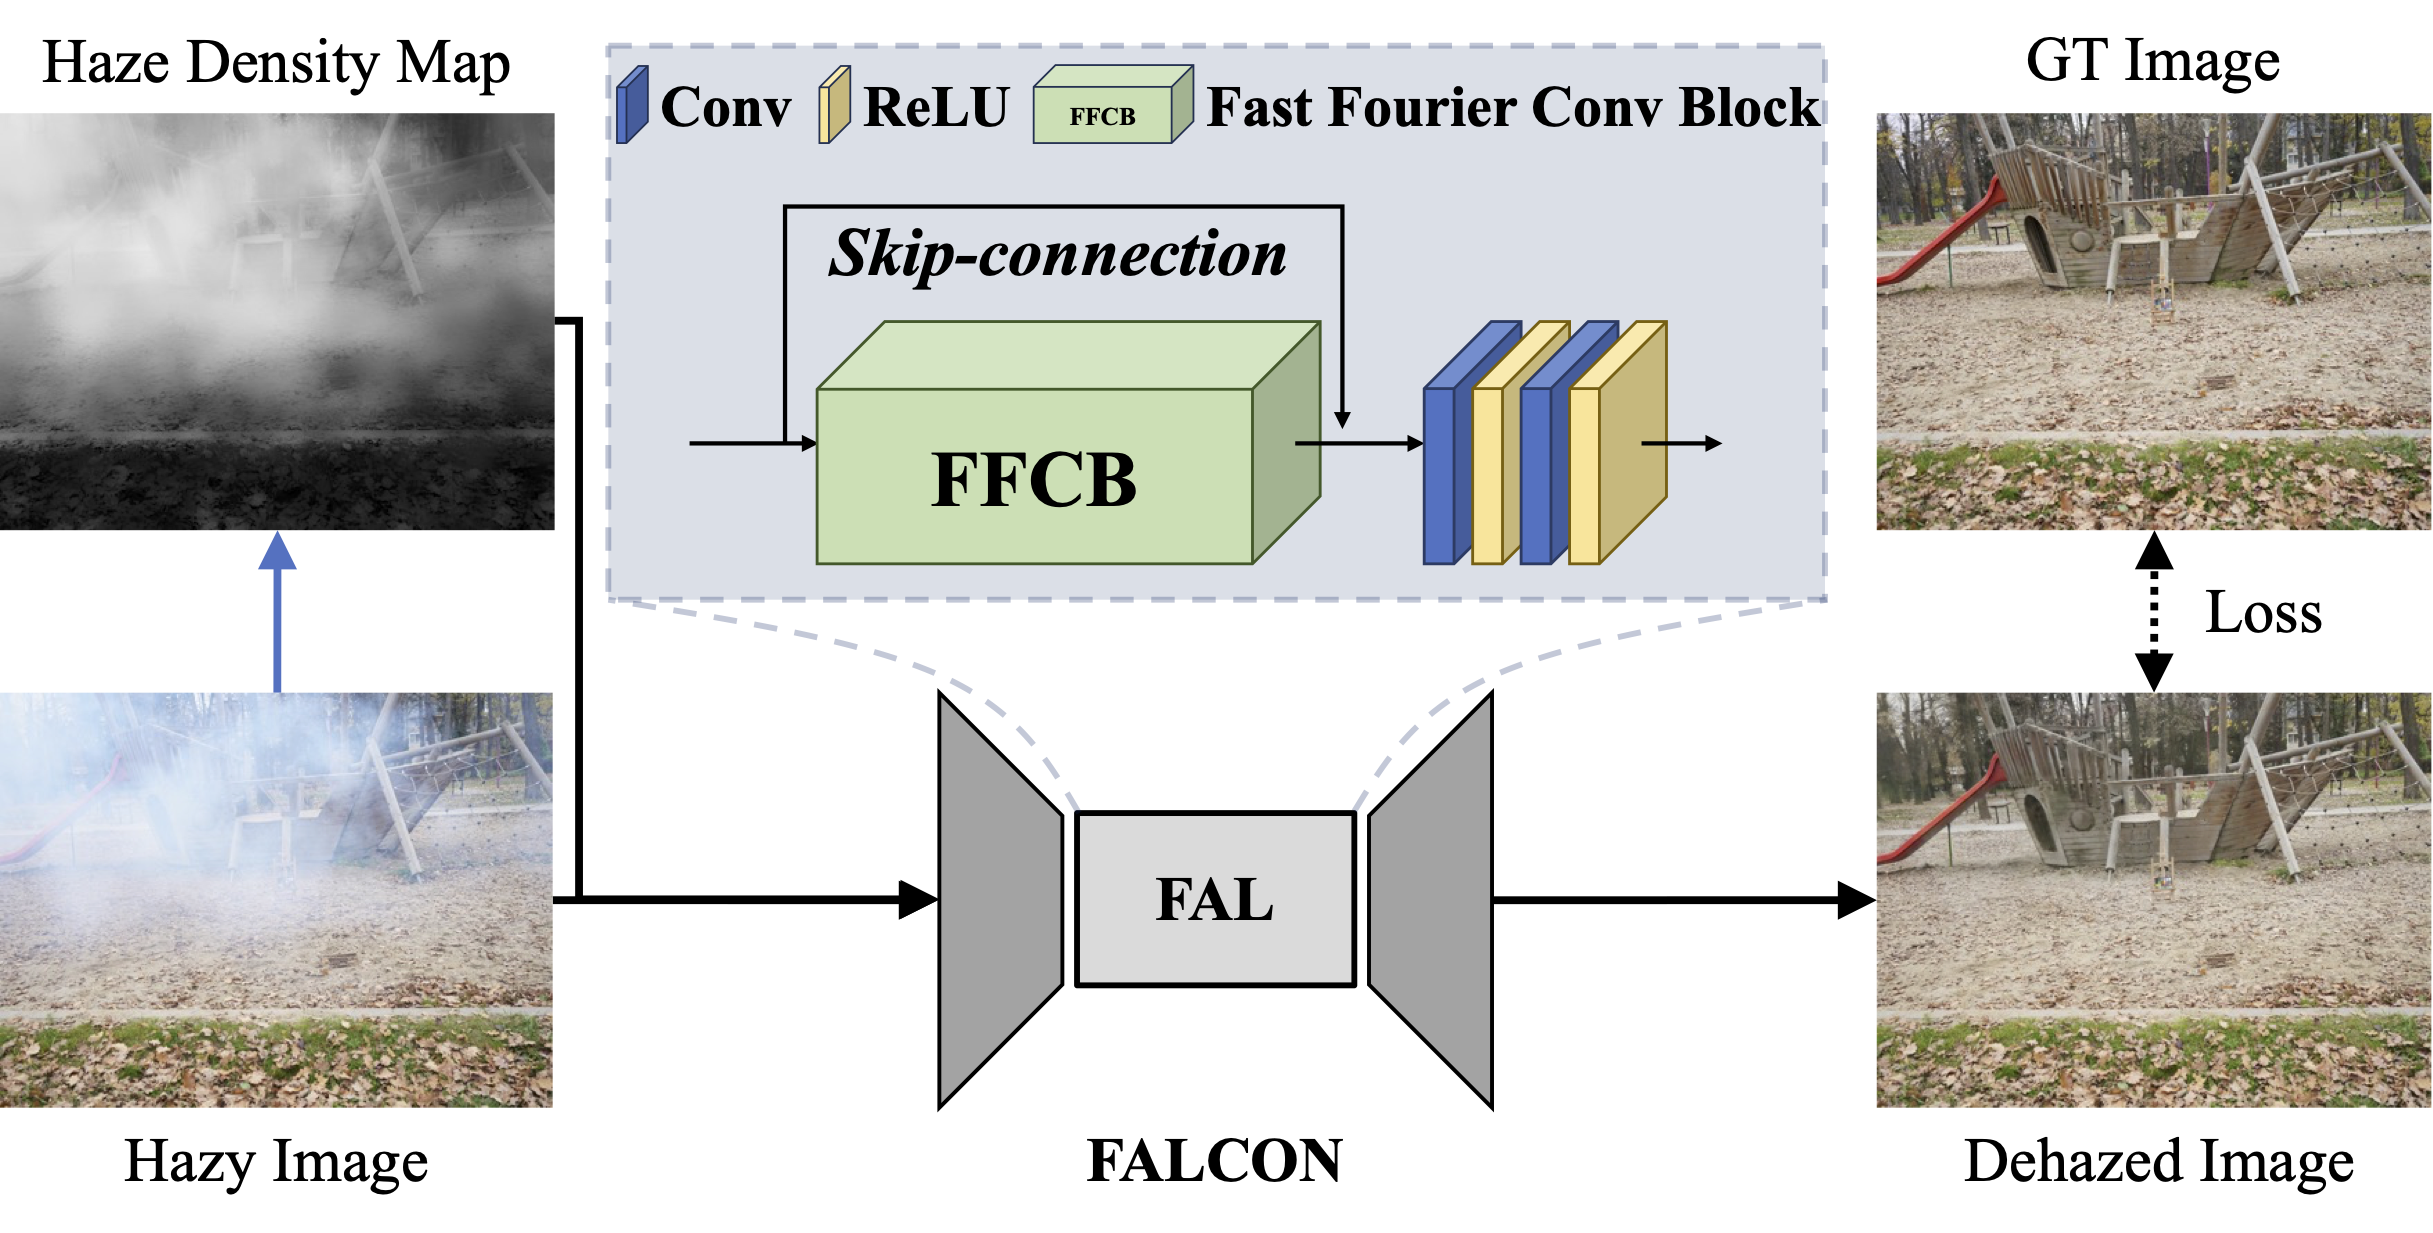 Haze Density Map
Conv ReLU FFCB Fast Fourier Conv Block
GT Image
Skip-connection
FFCB
Loss
FAL
Hazy Image
FALCON
Dehazed Image